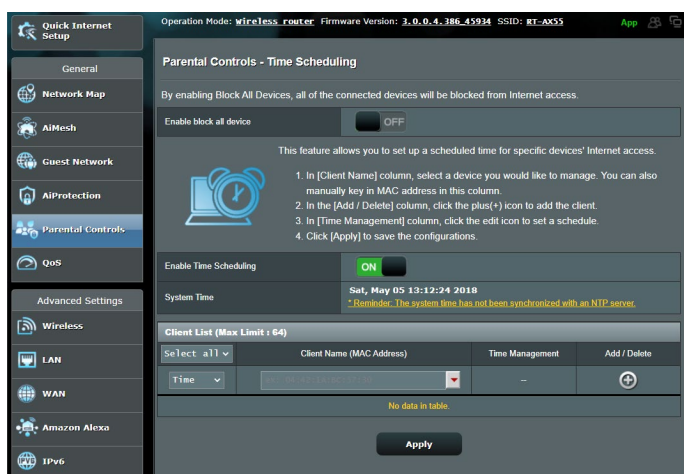 Quick Internet
Setup
Operation Mode: Wireless router Firmware Version: 3.0.0.4.386_45934 SSID: RT-AX55 App
General
Network Map
AiMesh
Guest Network
AiProtection
Parental Controls
QoS
Advanced Settings
Wireless
LAN
WAN
Amazon Alexa
IPv6
Parental Controls - Time Scheduling
By enabling Block All Devices, all of the connected devices will be blocked from Internet access.
Enable block all device OFF
This feature allows you to set up a scheduled time for specific devices' Internet access.
1. In [Client Name] column, select a device you would like to manage. You can also
manually key in MAC address in this column.
2. In the [Add / Delete] column, click the plus(+) icon to add the client.
3. In [Time Management] column, click the edit icon to set a schedule.
4. Click [Apply] to save the configurations.
Enable Time Scheduling ON
System Time Sat, May 05 13:12:24 2018
* Reminder: The system time has not been synchronized with an NTP server.
Client List (Max Limit : 64)
Select all Client Name (MAC Address) Time Management Add / Delete
Time --
No data in table.
Apply